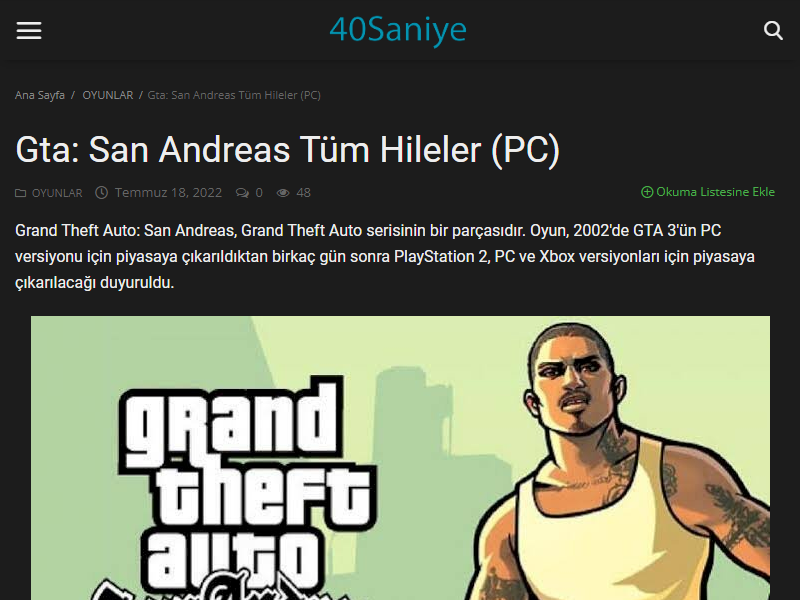 40Saniye
Ana Sayfa / OYUNLAR / Gta: San Andreas Tüm Hileler (PC)
Gta: San Andreas Tüm Hileler (PC)
OYUNLAR Temmuz 18, 2022 0 48 Okuma Listesine Ekle
Grand Theft Auto: San Andreas, Grand Theft Auto serisinin bir parçasıdır. Oyun, 2002'de GTA 3'ün PC
versiyonu için piyasaya çıkarıldıktan birkaç gün sonra PlayStation 2, PC ve Xbox versiyonları için piyasaya
çıkarılacağı duyuruldu.
grand
theft
auto